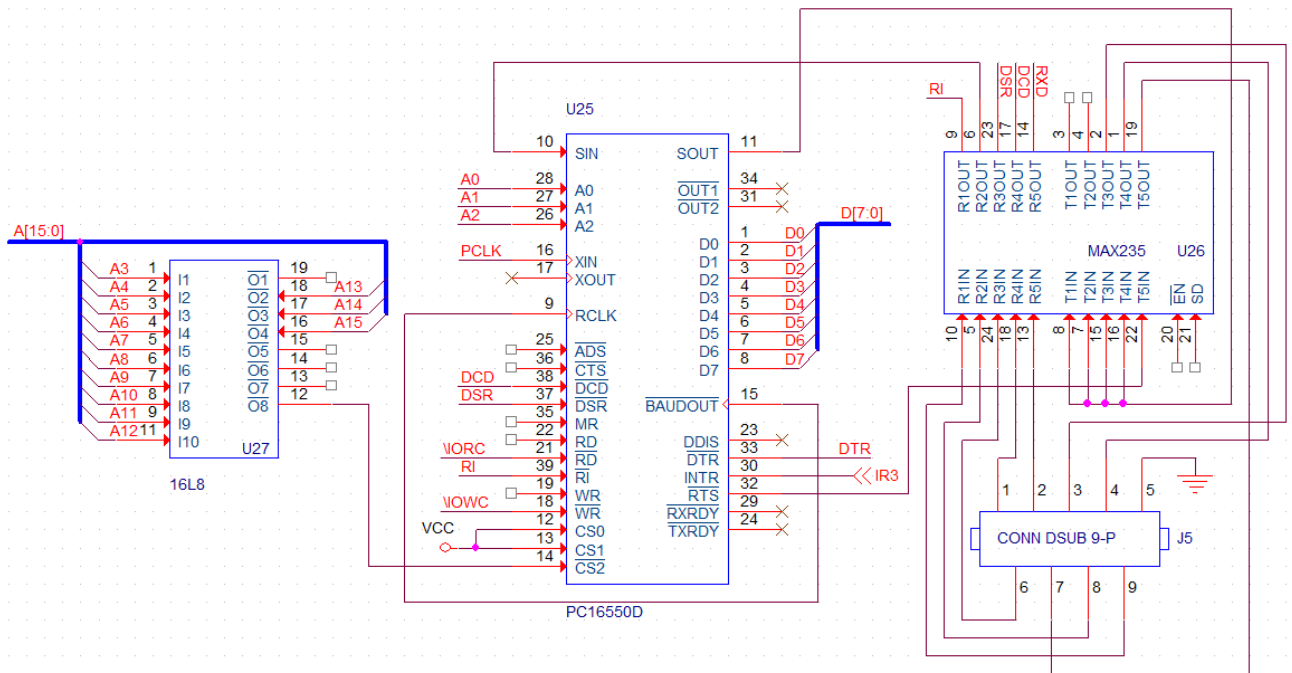 A[15:0]
A3 1 I1
A4 2 I2
A5 3 I3
A6 4 I4
A7 5 I5
A8 6 I6
A9 7 I7
A10 8 I8
A11 9 I9
A12 11 I10
O1 19
O2 18 A13
O3 17 A14
O4 16 A15
O5 15
O6 14
O7 13
O8 12
U27
16L8
U25
10 SIN
A0 28 A0
A1 27 A1
A2 26 A2
PCLK 16 XIN
17 XOUT
9 RCLK
25 ADS
36 CTS
DCD 38 DCD
DSR 37 DSR
35 MR
22 RD
\IORC 21 RD
RI 39 RI
19 WR
\IOWC 18 WR
VCC
12 CS0
13 CS1
14 CS2
SOUT 11
OUT1 34
OUT2 31
D[7:0]
D0 1 D0
D1 2 D1
D2 3 D2
D3 4 D3
D4 5 D4
D5 6 D5
D6 7 D6
D7 8 D7
BAUDOUT 15
DDIS 23
DTR 33 DTR
INTR 30 IR3
RTS 32
RXRDY 29
TXRDY 24
PC16550D
RI DSR DCD RXD
9 6 23 17 14 3 4 2 1 19
R1OUT R2OUT R3OUT R4OUT R5OUT T1OUT T2OUT T3OUT T4OUT T5OUT
MAX235 U26
R1IN R2IN R3IN R4IN R5IN T1IN T2IN T3IN T4IN T5IN EN SD
10 5 24 18 13 8 7 15 16 22 20 21
1 2 3 4 5
CONN DSUB 9-P J5
6 7 8 9